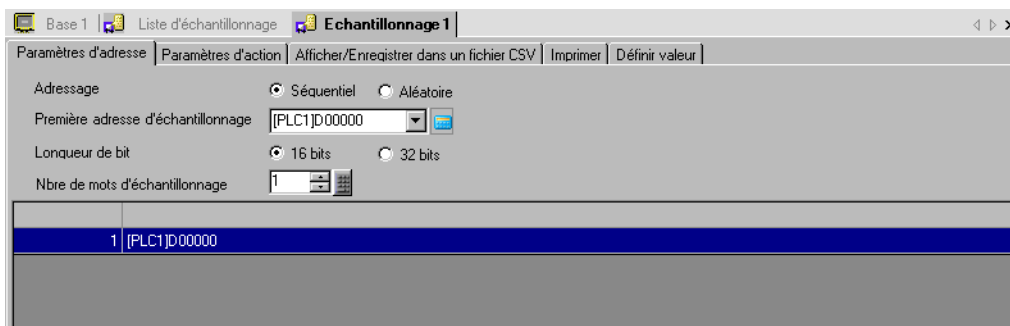 Base 1 Liste d'échantillonnage Echantillonnage 1
Paramètres d'adresse Paramètres d'action Afficher/Enregistrer dans un fichier CSV Imprimer Définir valeur
Adressage Séquentiel Aléatoire
Première adresse d'échantillonnage [PLC1]D00000
Longueur de bit 16 bits 32 bits
Nbre de mots d'échantillonnage 1
1 [PLC1]D00000